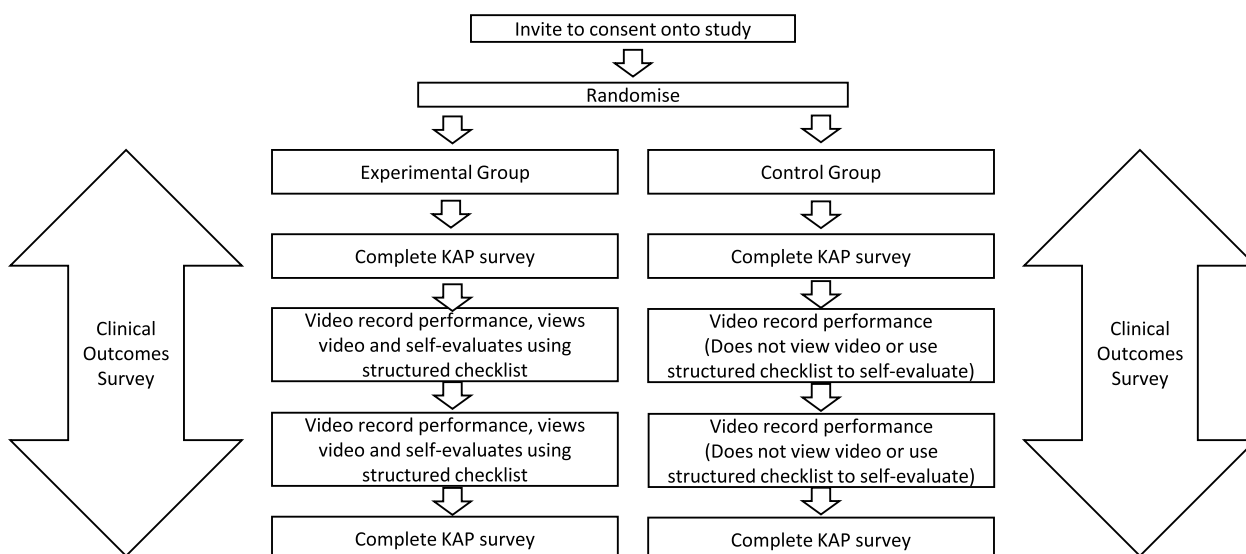 Invite to consent onto study
Randomise
Experimental Group
Control Group
Complete KAP survey
Complete KAP survey
Video record performance, views
video and self-evaluates using
structured checklist
Video record performance
(Does not view video or use
structured checklist to self-evaluate)
Clinical
Outcomes
Survey
Clinical
Outcomes
Survey
Video record performance, views
video and self-evaluates using
structured checklist
Video record performance
(Does not view video or use
structured checklist to self-evaluate)
Complete KAP survey
Complete KAP survey